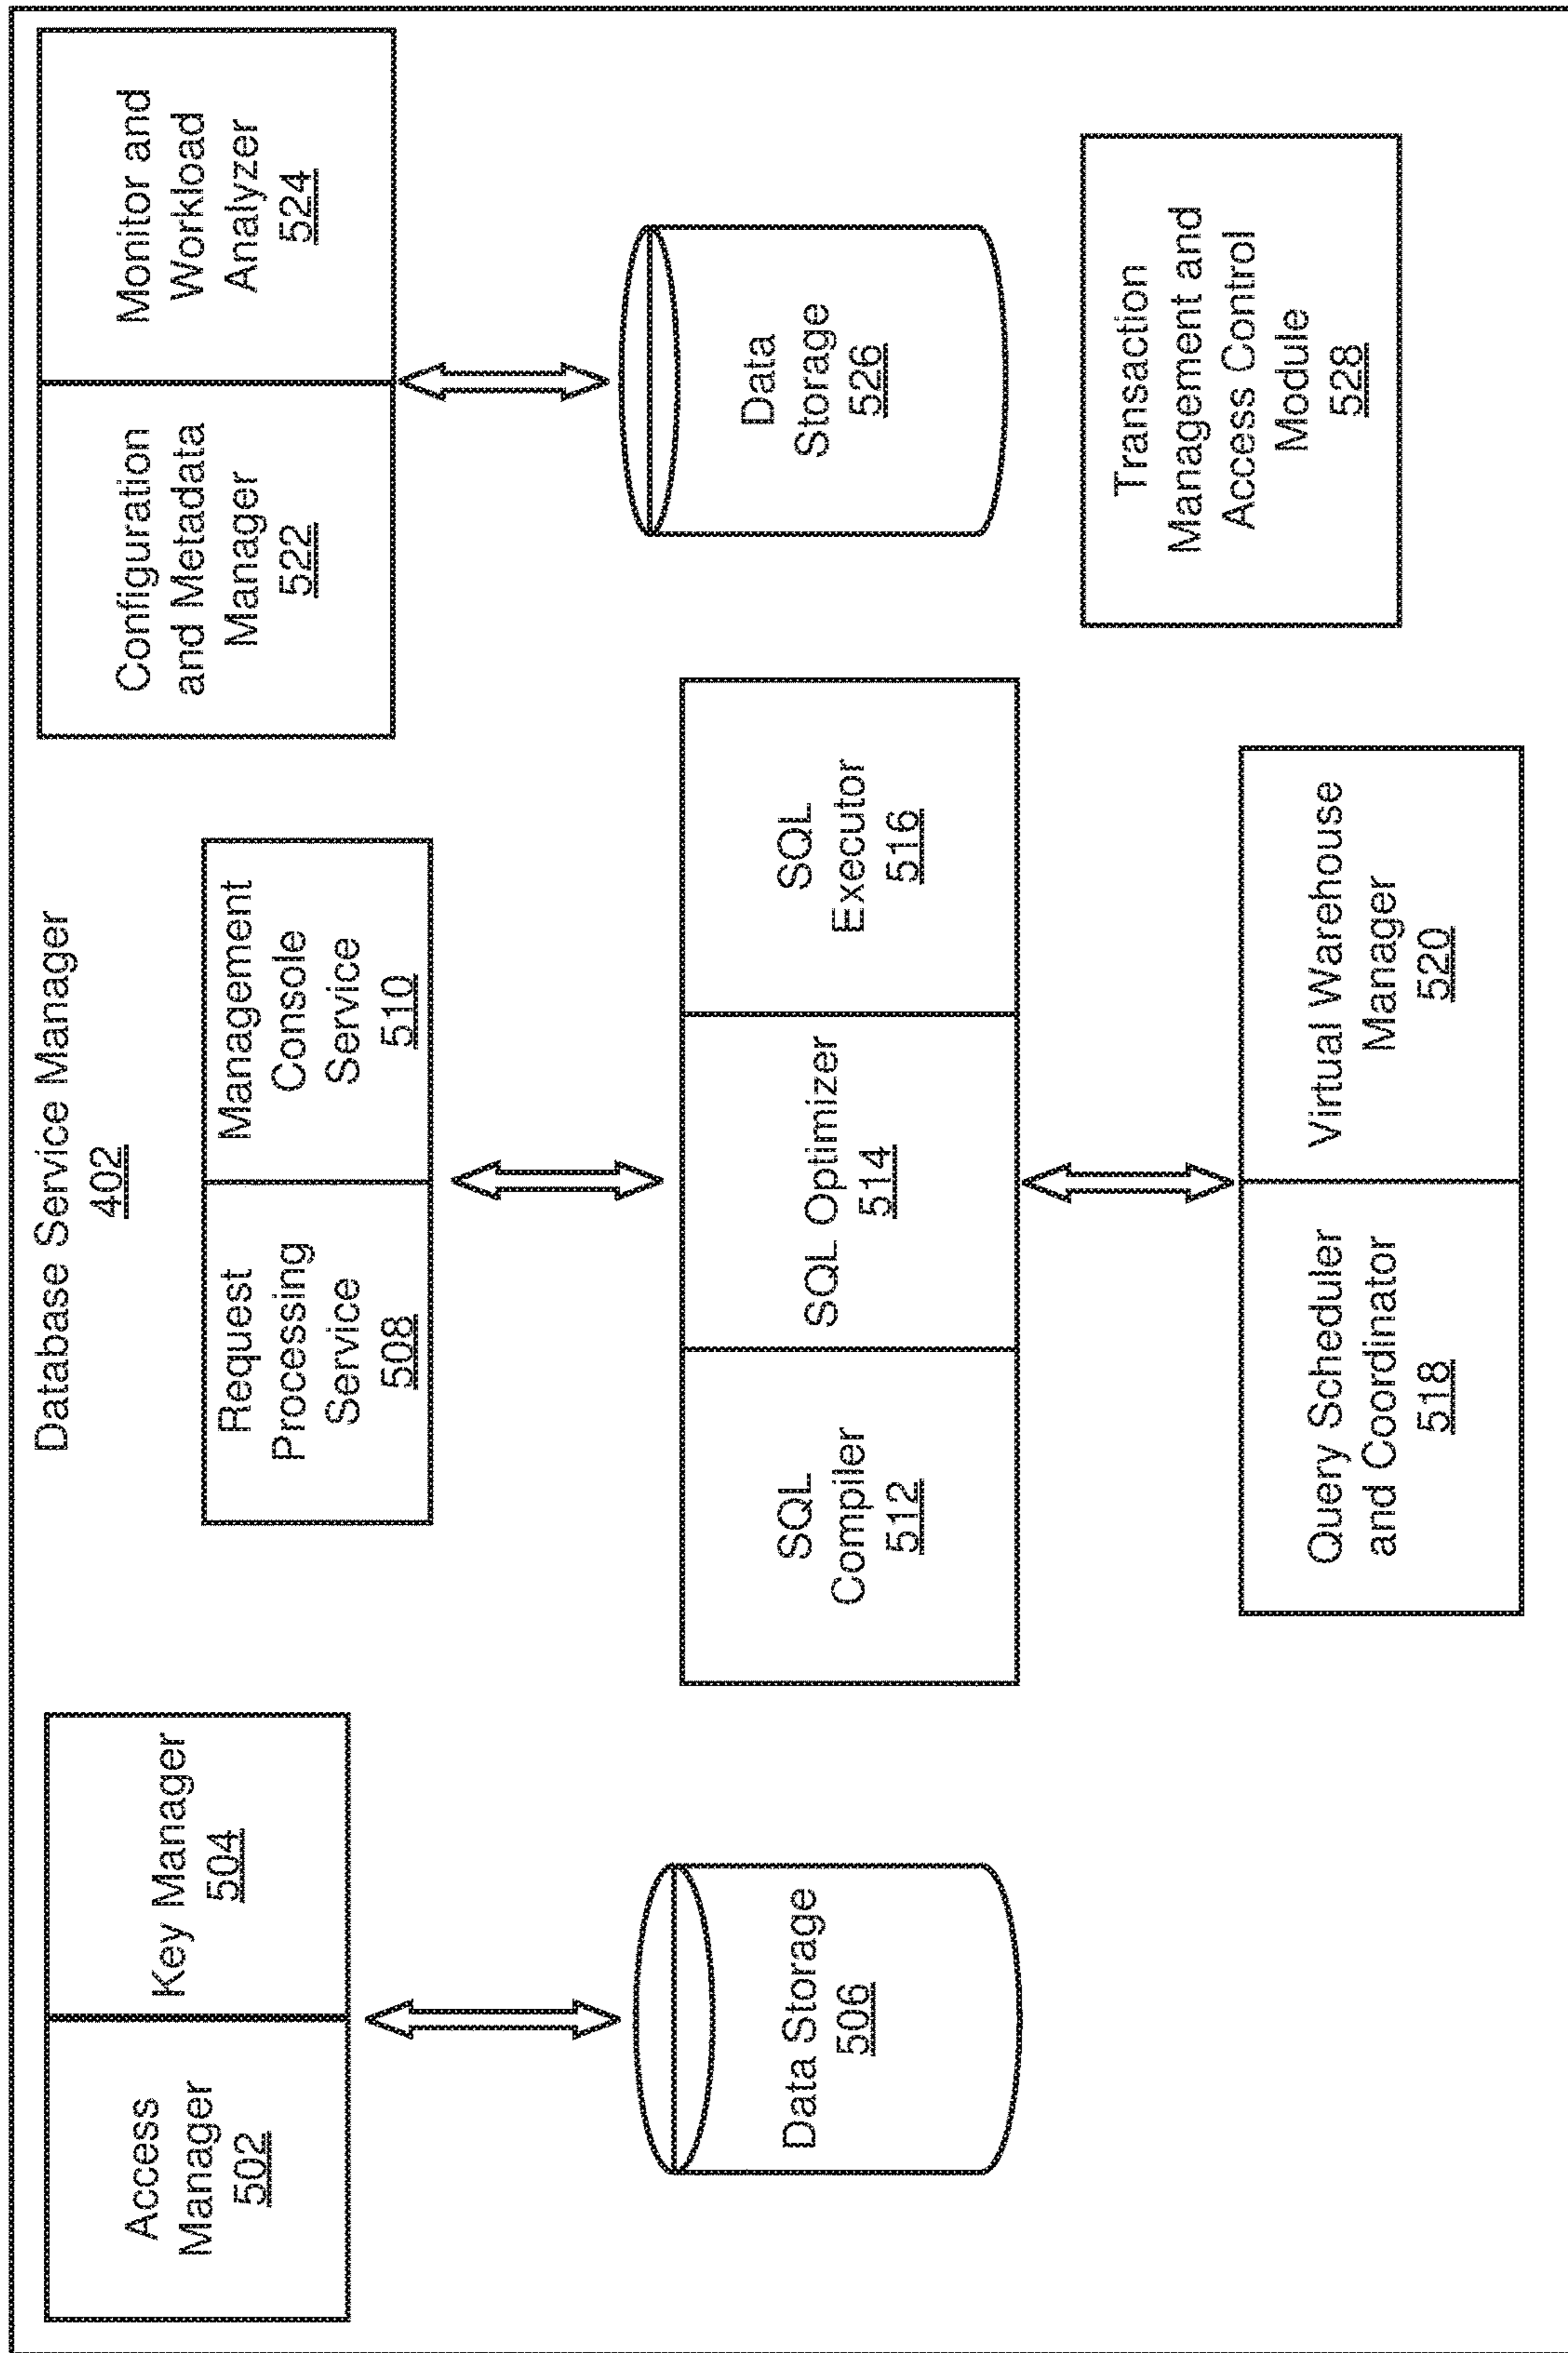 Database Service Manager
402
Access
Manager
502
Key Manager
504
Data Storage
506
Request
Processing
Service
508
Management
Console
Service
510
SQL
Compiler
512
SQL Optimizer
514
SQL
Executor
516
Query Scheduler
and Coordinator
518
Virtual Warehouse
Manager
520
Configuration
and Metadata
Manager
522
Monitor and
Workload
Analyzer
524
Data
Storage
526
Transaction
Management and
Access Control
Module
528